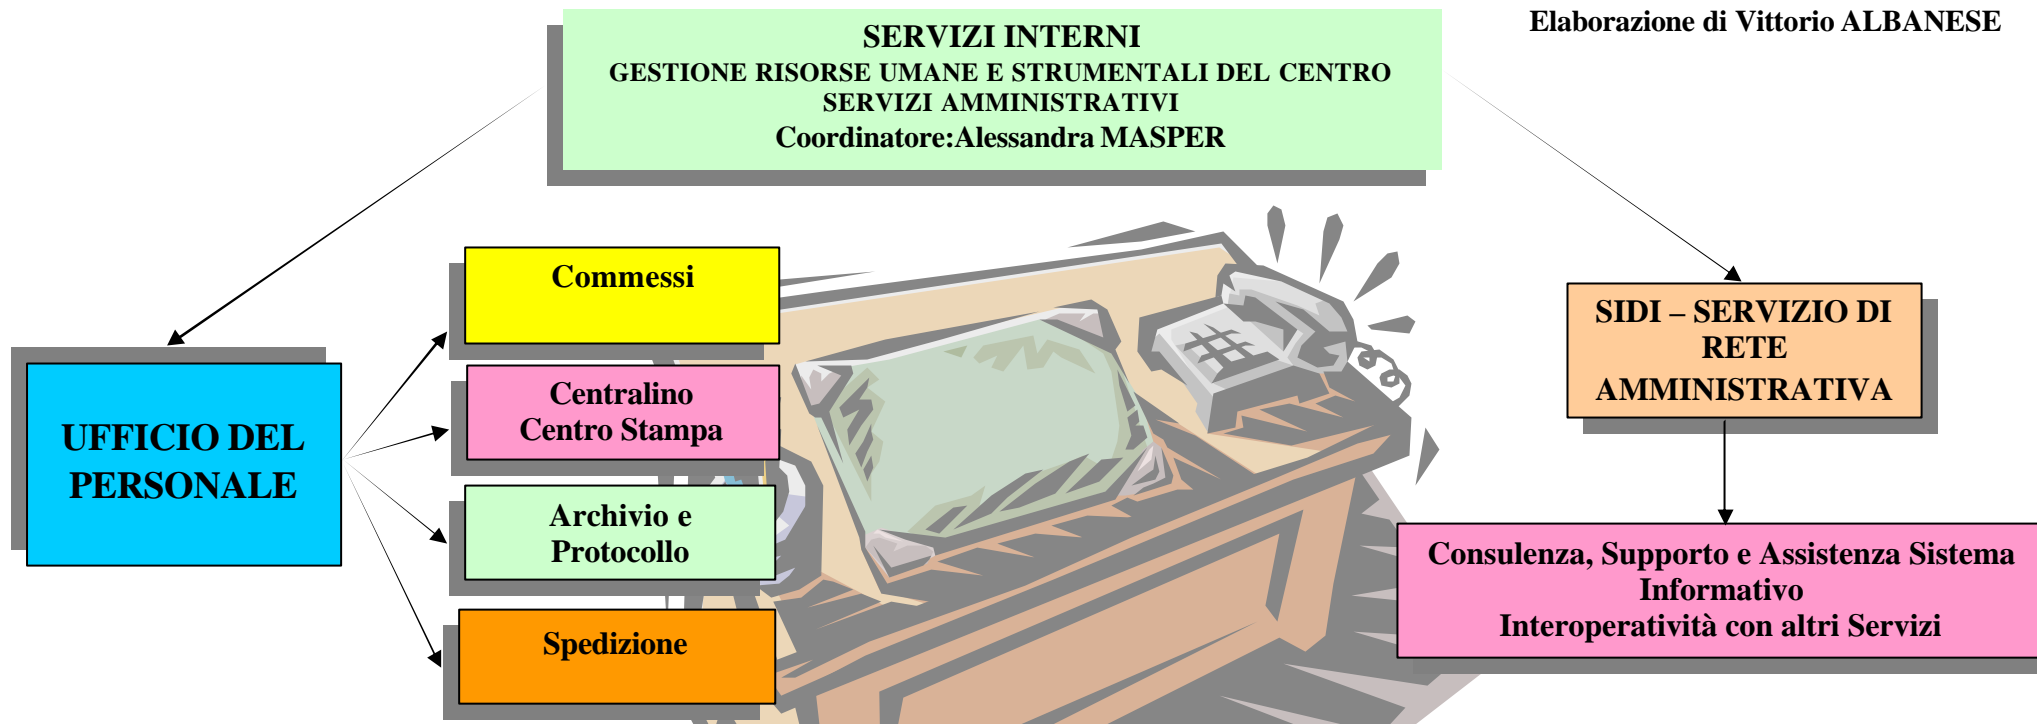 Elaborazione di Vittorio ALBANESE
SERVIZI INTERNI
GESTIONE RISORSE UMANE E STRUMENTALI DEL CENTRO
SERVIZI AMMINISTRATIVI
Coordinatore:Alessandra MASPER
Commessi
Centralino
Centro Stampa
UFFICIO DEL
PERSONALE
Archivio e
Protocollo
Spedizione
SIDI – SERVIZIO DI
RETE
AMMINISTRATIVA
Consulenza, Supporto e Assistenza Sistema
Informativo
Interoperatività con altri Servizi